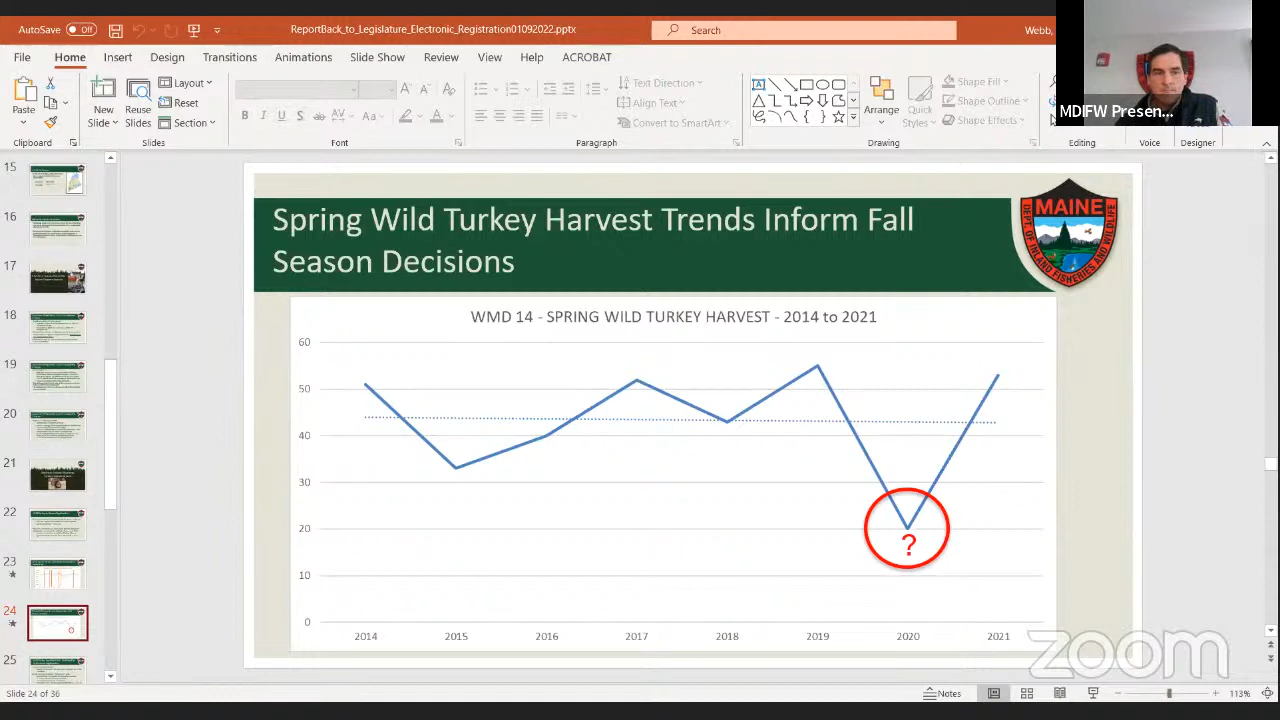 AutoSave Off
ReportBack_to_Legislature_Electronic_Registration01092022.pptx
Search
Webb,
File Home Insert Design Transitions Animations Slide Show Review View Help ACROBAT
Paste
New Slide
Reuse Slides
Layout
Reset
Section
B I U S ab AV Aa A
Text Direction
Align Text
Convert to SmartArt
Arrange
Quick Styles
Shape Fill
Shape Outline
Shape Effects
MDIFW Presen...
Clipboard Slides Font Paragraph Drawing Editing Voice Designer
15
16
17
18
19
20
21
22
23
24
25
Spring Wild Turkey Harvest Trends Inform Fall
Season Decisions
MAINE
DEPT. OF INLAND FISHERIES AND WILDLIFE
WMD 14 - SPRING WILD TURKEY HARVEST - 2014 to 2021
60
40
30
10
0
?
2014 2015 2016 2017 2018 2019 2020 2021
zoom
Slide 24 of 36
Notes
113%